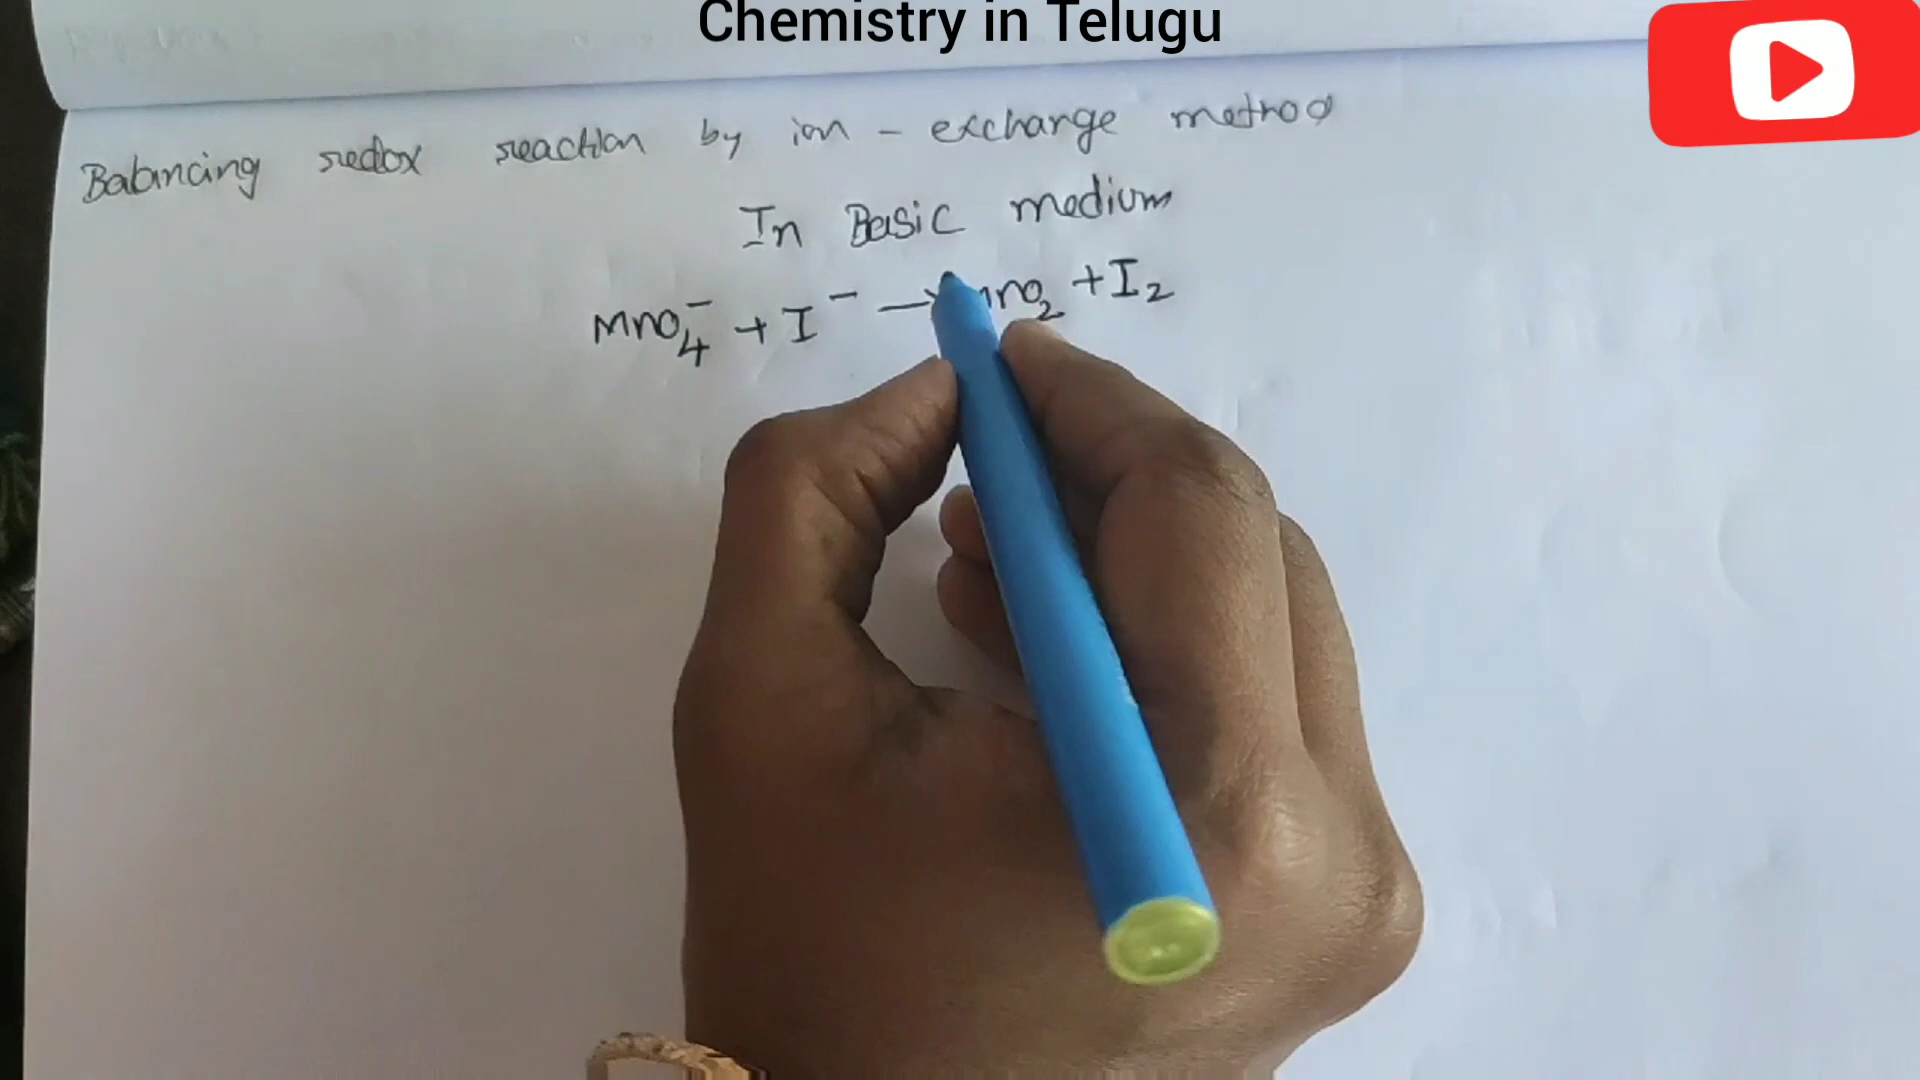 Chemistry in Telugu
Balancing redox reaction by ion - exchange method
In Basic medium
MnO₄⁻ + I⁻ → MnO₂ + I₂